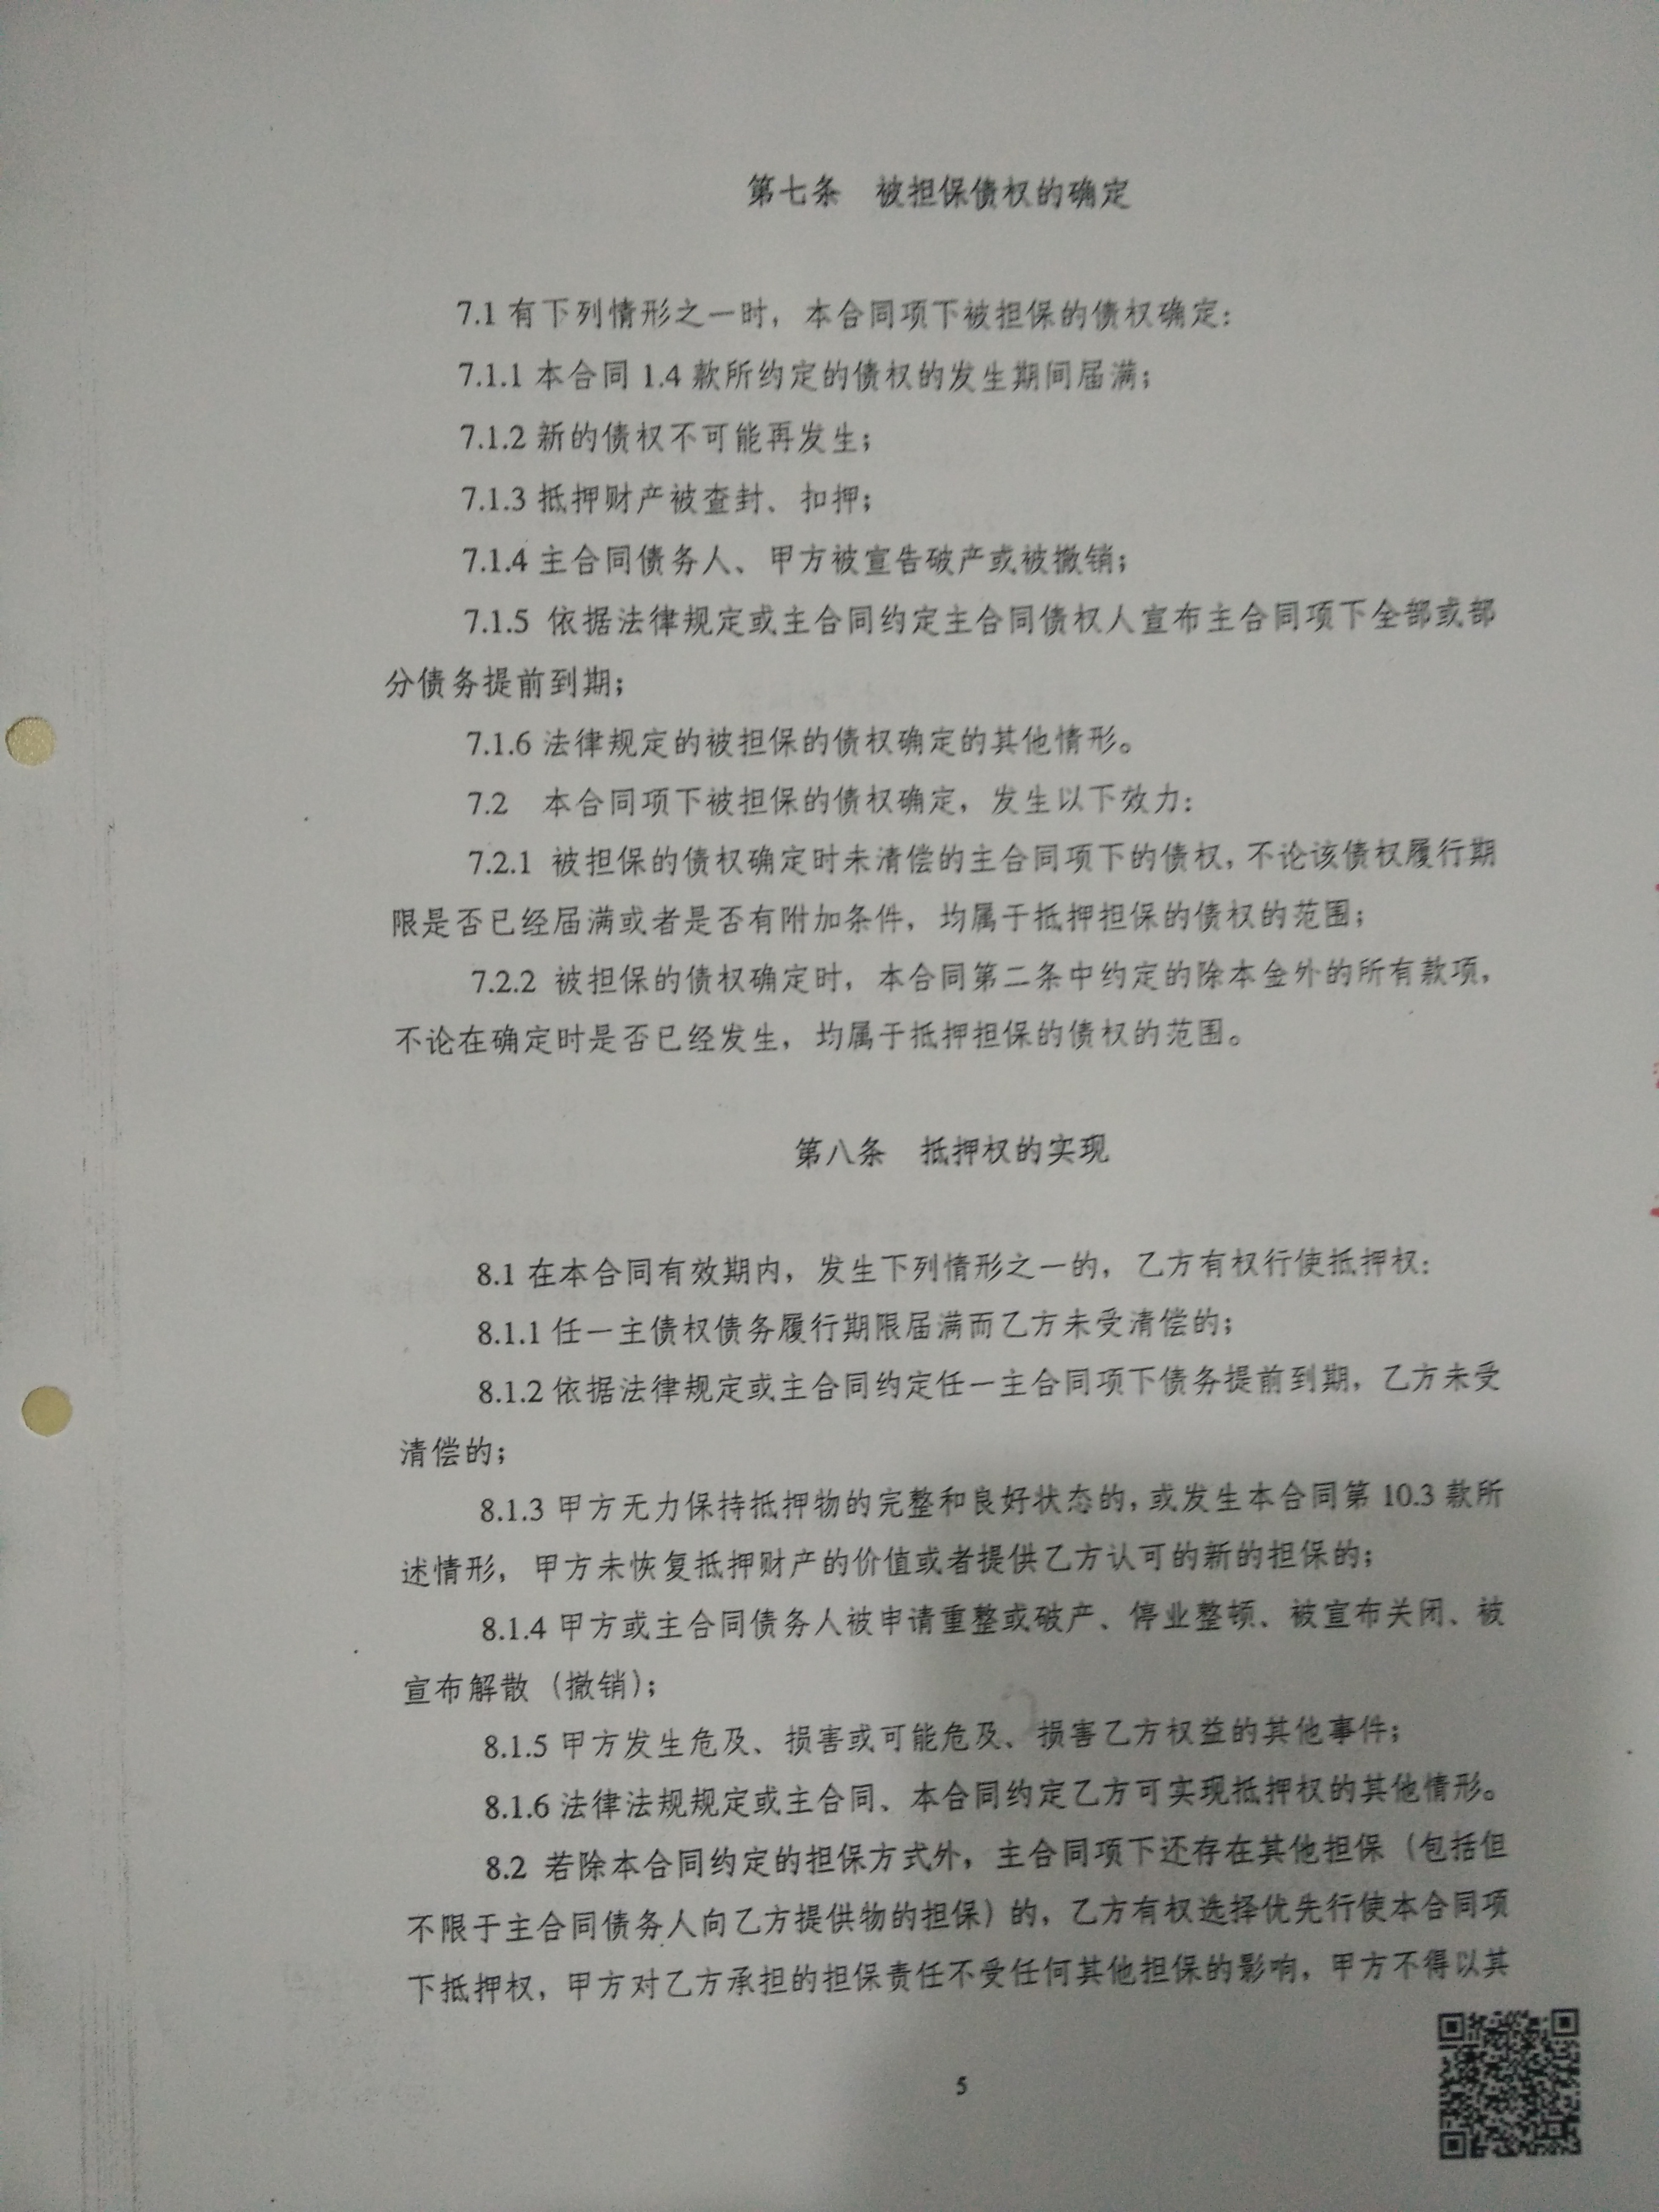 第七条　被担保债权的确定
7.1 有下列情形之一时，本合同项下被担保的债权确定：
7.1.1 本合同 1.4 款所约定的债权的发生期间届满；
7.1.2 新的债权不可能再发生；
7.1.3 抵押财产被查封、扣押；
7.1.4 主合同债务人、甲方被宣告破产或被撤销；
7.1.5 依据法律规定或主合同约定主合同债权人宣布主合同项下全部或部
分债务提前到期；
7.1.6 法律规定的被担保的债权确定的其他情形。
7.2　本合同项下被担保的债权确定，发生以下效力：
7.2.1 被担保的债权确定时未清偿的主合同项下的债权，不论该债权履行期
限是否已经届满或者是否有附加条件，均属于抵押担保的债权的范围；
7.2.2 被担保的债权确定时，本合同第二条中约定的除本金外的所有款项，
不论在确定时是否已经发生，均属于抵押担保的债权的范围。
第八条　抵押权的实现
8.1 在本合同有效期内，发生下列情形之一的，乙方有权行使抵押权：
8.1.1 任一主债权债务履行期限届满而乙方未受清偿的；
8.1.2 依据法律规定或主合同约定任一主合同项下债务提前到期，乙方未受
清偿的；
8.1.3 甲方无力保持抵押物的完整和良好状态的，或发生本合同第 10.3 款所
述情形，甲方未恢复抵押财产的价值或者提供乙方认可的新的担保的；
8.1.4 甲方或主合同债务人被申请重整或破产、停业整顿、被宣布关闭、被
宣布解散（撤销）；
8.1.5 甲方发生危及、损害或可能危及、损害乙方权益的其他事件；
8.1.6 法律法规规定或主合同、本合同约定乙方可实现抵押权的其他情形。
8.2 若除本合同约定的担保方式外，主合同项下还存在其他担保（包括但
不限于主合同债务人向乙方提供物的担保）的，乙方有权选择优先行使本合同项
下抵押权，甲方对乙方承担的担保责任不受任何其他担保的影响，甲方不得以其
5